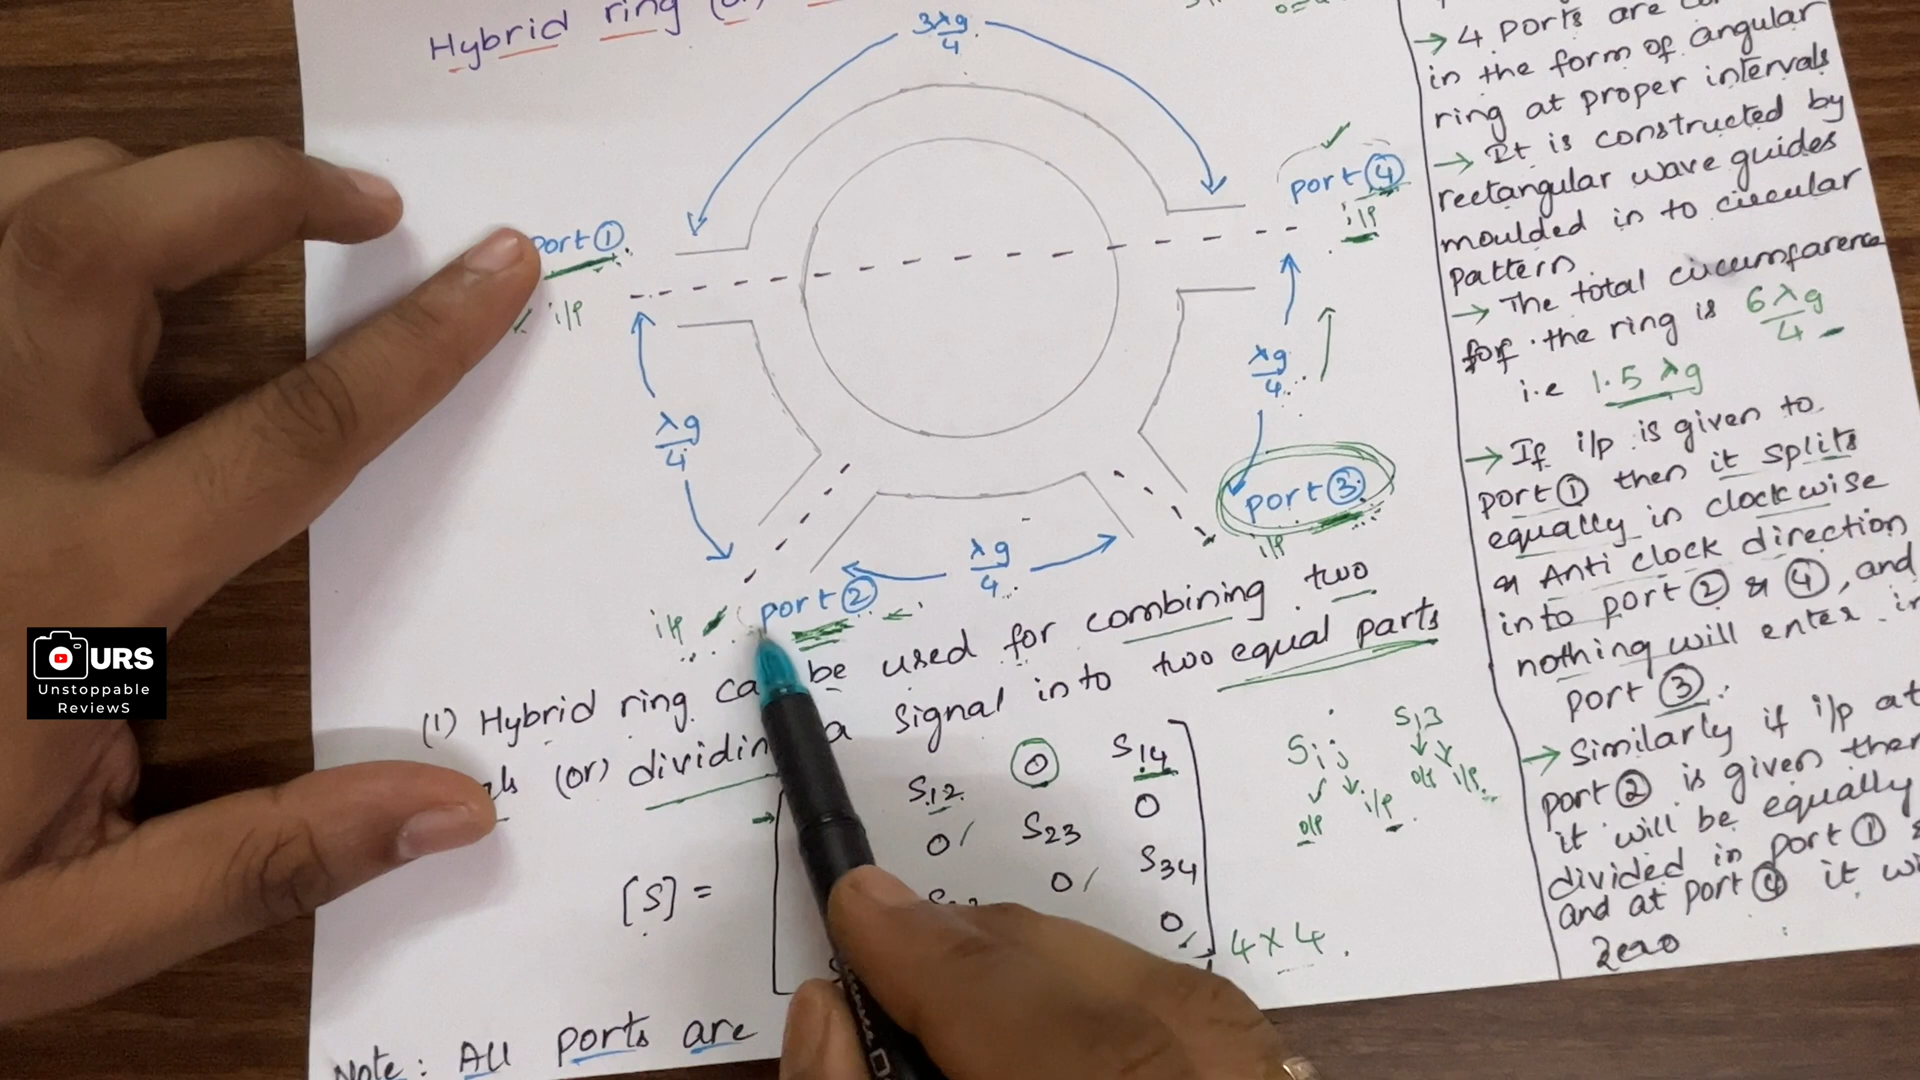 Hybrid ring (or)
3λg/4
port ①
i/p
port ④
i/p
λg/4
λg/4
port ③
i/p
λg/4
port ②
i/p
(1) Hybrid ring ca be used for combining two
(or) dividin a signal into two equal parts
[S] =
S12 0 S14
0 S23 0
0 S34
0
4 x 4
Sij S13
o/p i/p o/p i/p
Note: All ports are
→ 4 ports are
in the form of angular
ring at proper intervals
→ It is constructed by
rectangular wave guides
moulded in to circular
pattern
→ The total circumfarence
for the ring is 6λg/4
i.e 1.5 λg
→ If i/p is given to
port ① then it splits
equally in clockwise
& Anti clock direction
into port ② & ④, and
nothing will enter in
port ③.
→ Similarly if i/p at
port ② is given then
it will be equally
divided in port ① &
and at port ④ it wi
zero
OURS
Unstoppable
ReviewS